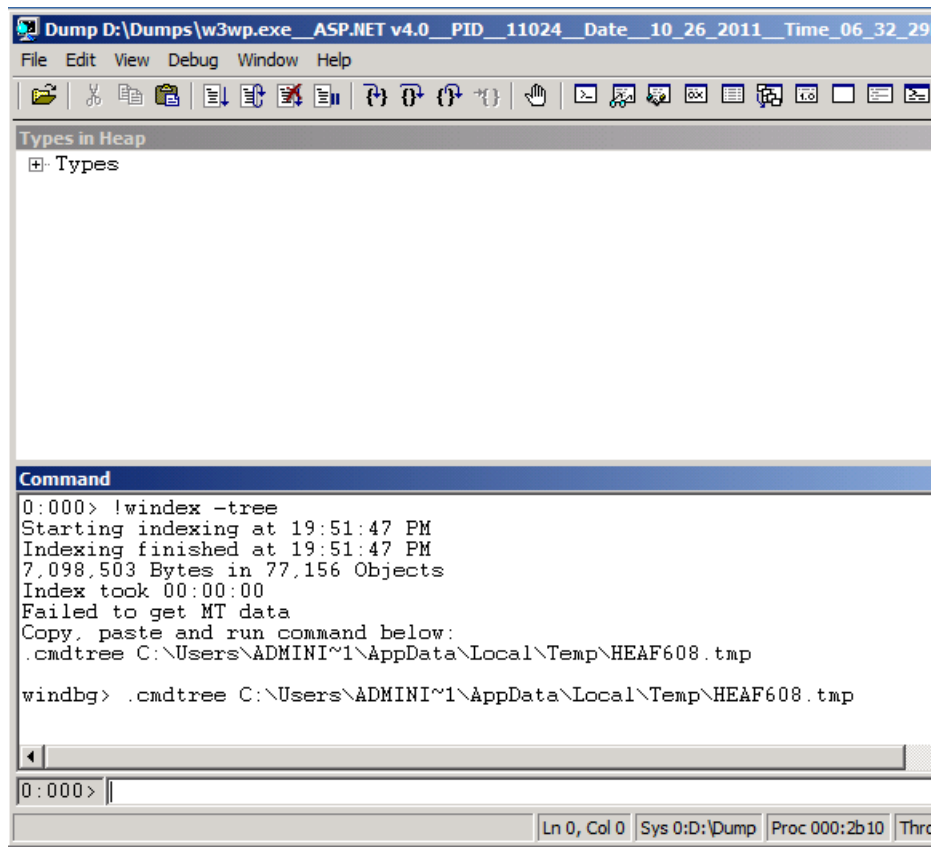 Dump D:\Dumps\w3wp.exe__ASP.NET v4.0__PID__11024__Date__10_26_2011__Time_06_32_29
File Edit View Debug Window Help
Types in Heap
Types
Command
0:000> !windex -tree
Starting indexing at 19:51:47 PM
Indexing finished at 19:51:47 PM
7,098,503 Bytes in 77,156 Objects
Index took 00:00:00
Failed to get MT data
Copy, paste and run command below:
.cmdtree C:\Users\ADMINI~1\AppData\Local\Temp\HEAF608.tmp
windbg> .cmdtree C:\Users\ADMINI~1\AppData\Local\Temp\HEAF608.tmp
0:000>
Ln 0, Col 0 Sys 0:D:\Dump Proc 000:2b10 Thrd